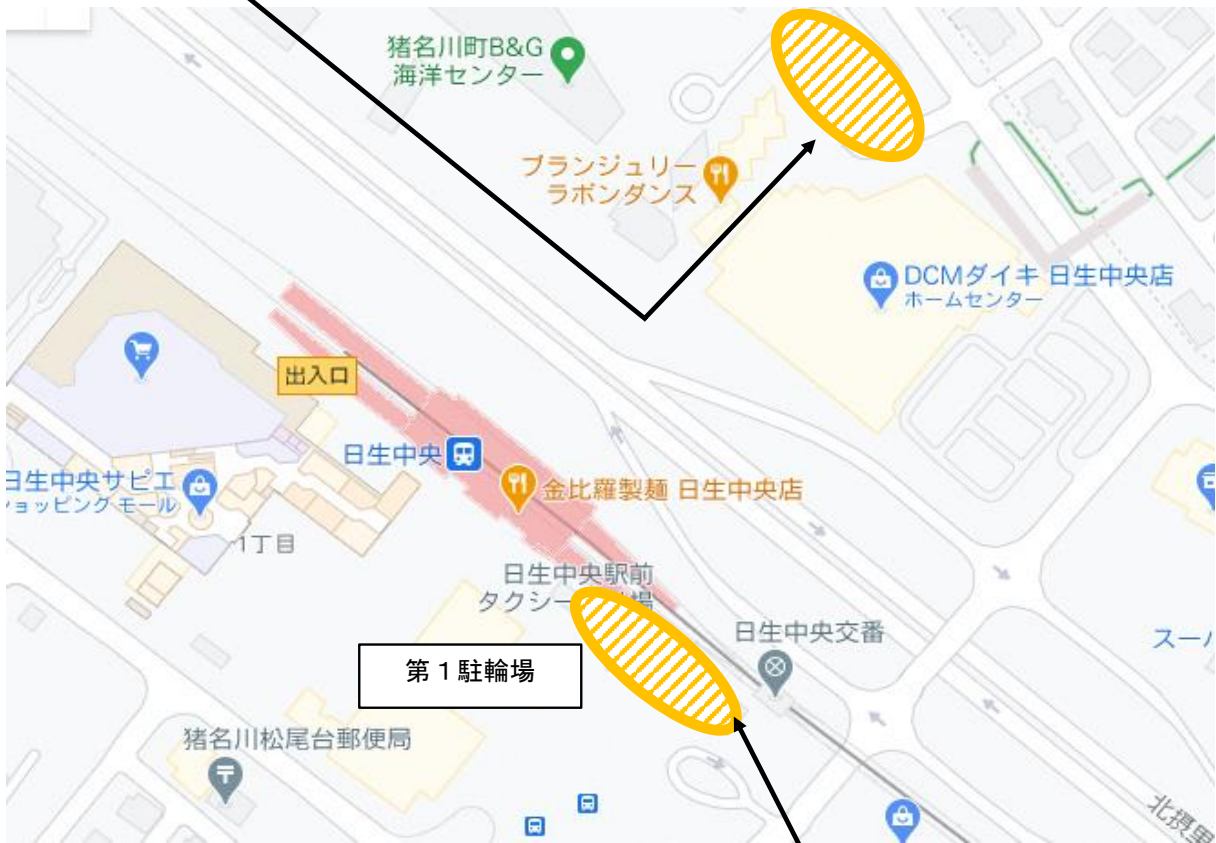 猪名川町B&G
海洋センター
ブランジュリー
ラボンダンス
DCMダイキ 日生中央店
ホームセンター
出入口
日生中央
金比羅製麺 日生中央店
日生中央サピエ
ショッピング モール
1丁目
日生中央駅前
タクシー
場
日生中央交番
スーパ
第1駐輪場
猪名川松尾台郵便局
北摂里